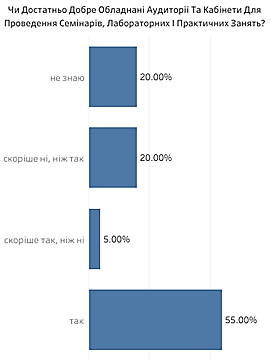 Чи Достатньо Добре Обладнані Аудиторії Та Кабінети Для
Проведення Семінарів, Лабораторних І Практичних Занять?
не знаю
20.00%
скоріше ні, ніж так
20.00%
скоріше так, ніж ні
5.00%
так
55.00%